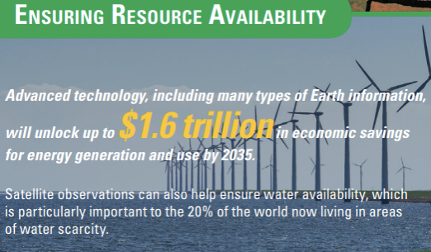 ENSURING RESOURCE AVAILABILITY
Advanced technology, including many types of Earth information,
will unlock up to $1.6 trillion in economic savings
for energy generation and use by 2035.
Satellite observations can also help ensure water availability, which
is particularly important to the 20% of the world now living in areas
of water scarcity.